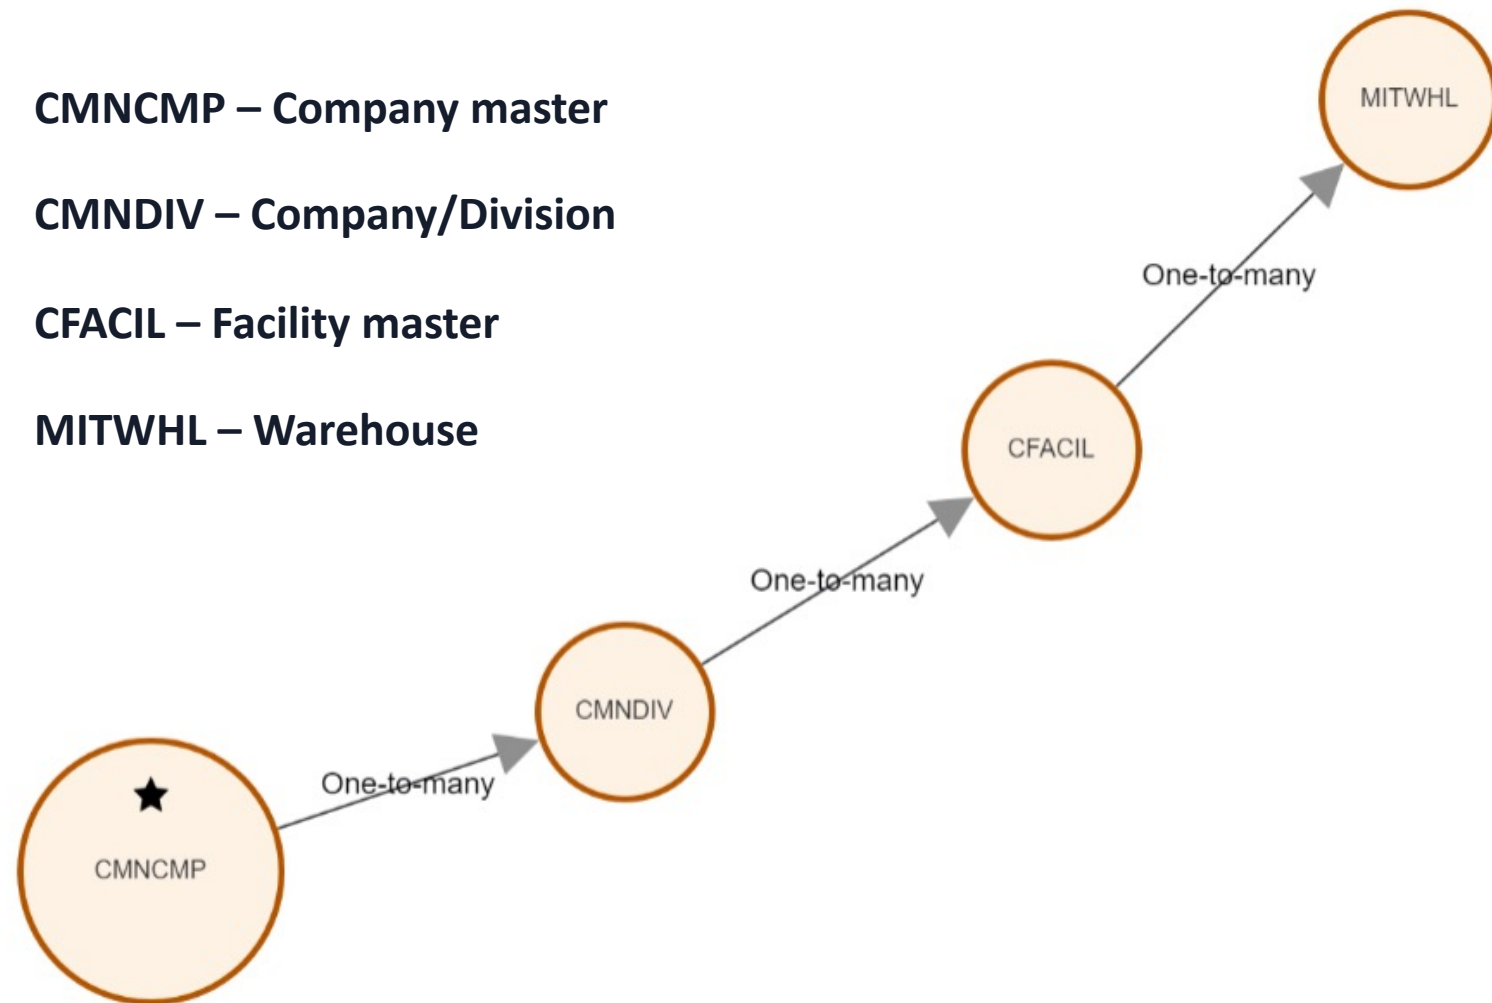 CMNCMP – Company master
CMNDIV – Company/Division
CFACIL – Facility master
MITWHL – Warehouse
MITWHL
One-to-many
CFACIL
One-to-many
CMNDIV
One-to-many
CMNCMP